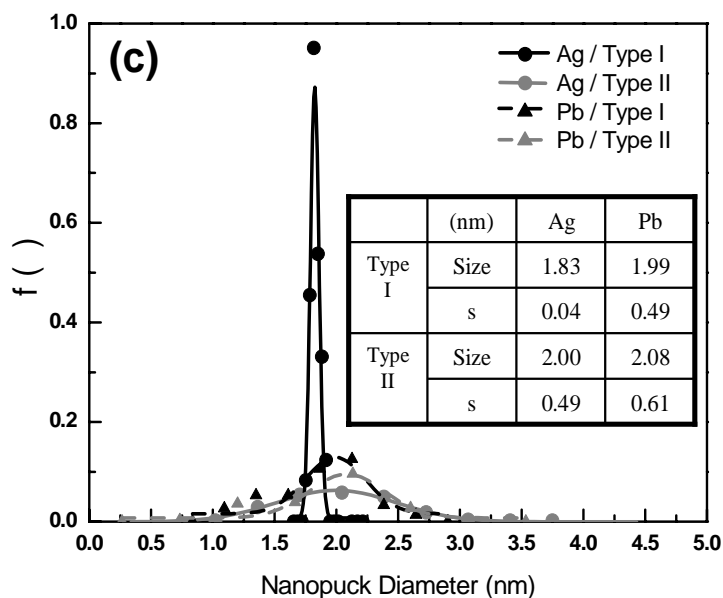 (c)
Ag / Type I
Ag / Type II
Pb / Type I
Pb / Type II
(nm) Ag Pb
Type I Size 1.83 1.99
s 0.04 0.49
Type II Size 2.00 2.08
s 0.49 0.61
f ( )
1.0
0.8
0.6
0.4
0.2
0.0
0.0 0.5 1.0 1.5 2.0 2.5 3.0 3.5 4.0 4.5 5.0
Nanopuck Diameter (nm)